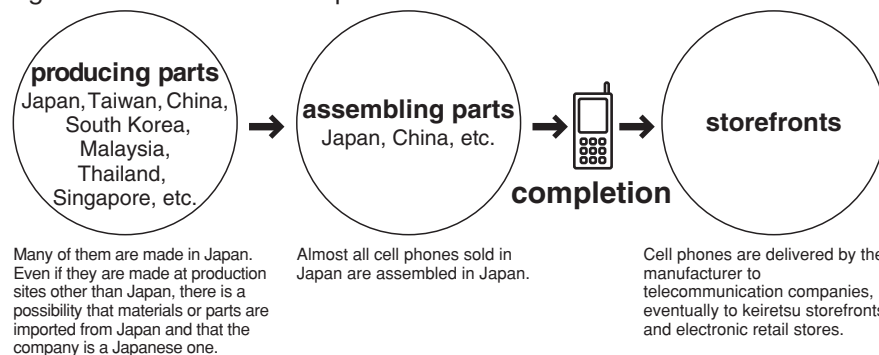 producing parts
Japan, Taiwan, China,
South Korea,
Malaysia,
Thailand,
Singapore, etc.
Many of them are made in Japan.
Even if they are made at production
sites other than Japan, there is a
possibility that materials or parts are
imported from Japan and that the
company is a Japanese one.
assembling parts
Japan, China, etc.
Almost all cell phones sold in
Japan are assembled in Japan.
completion
storefronts
Cell phones are delivered by the
manufacturer to
telecommunication companies,
eventually to keiretsu storefronts
and electronic retail stores.